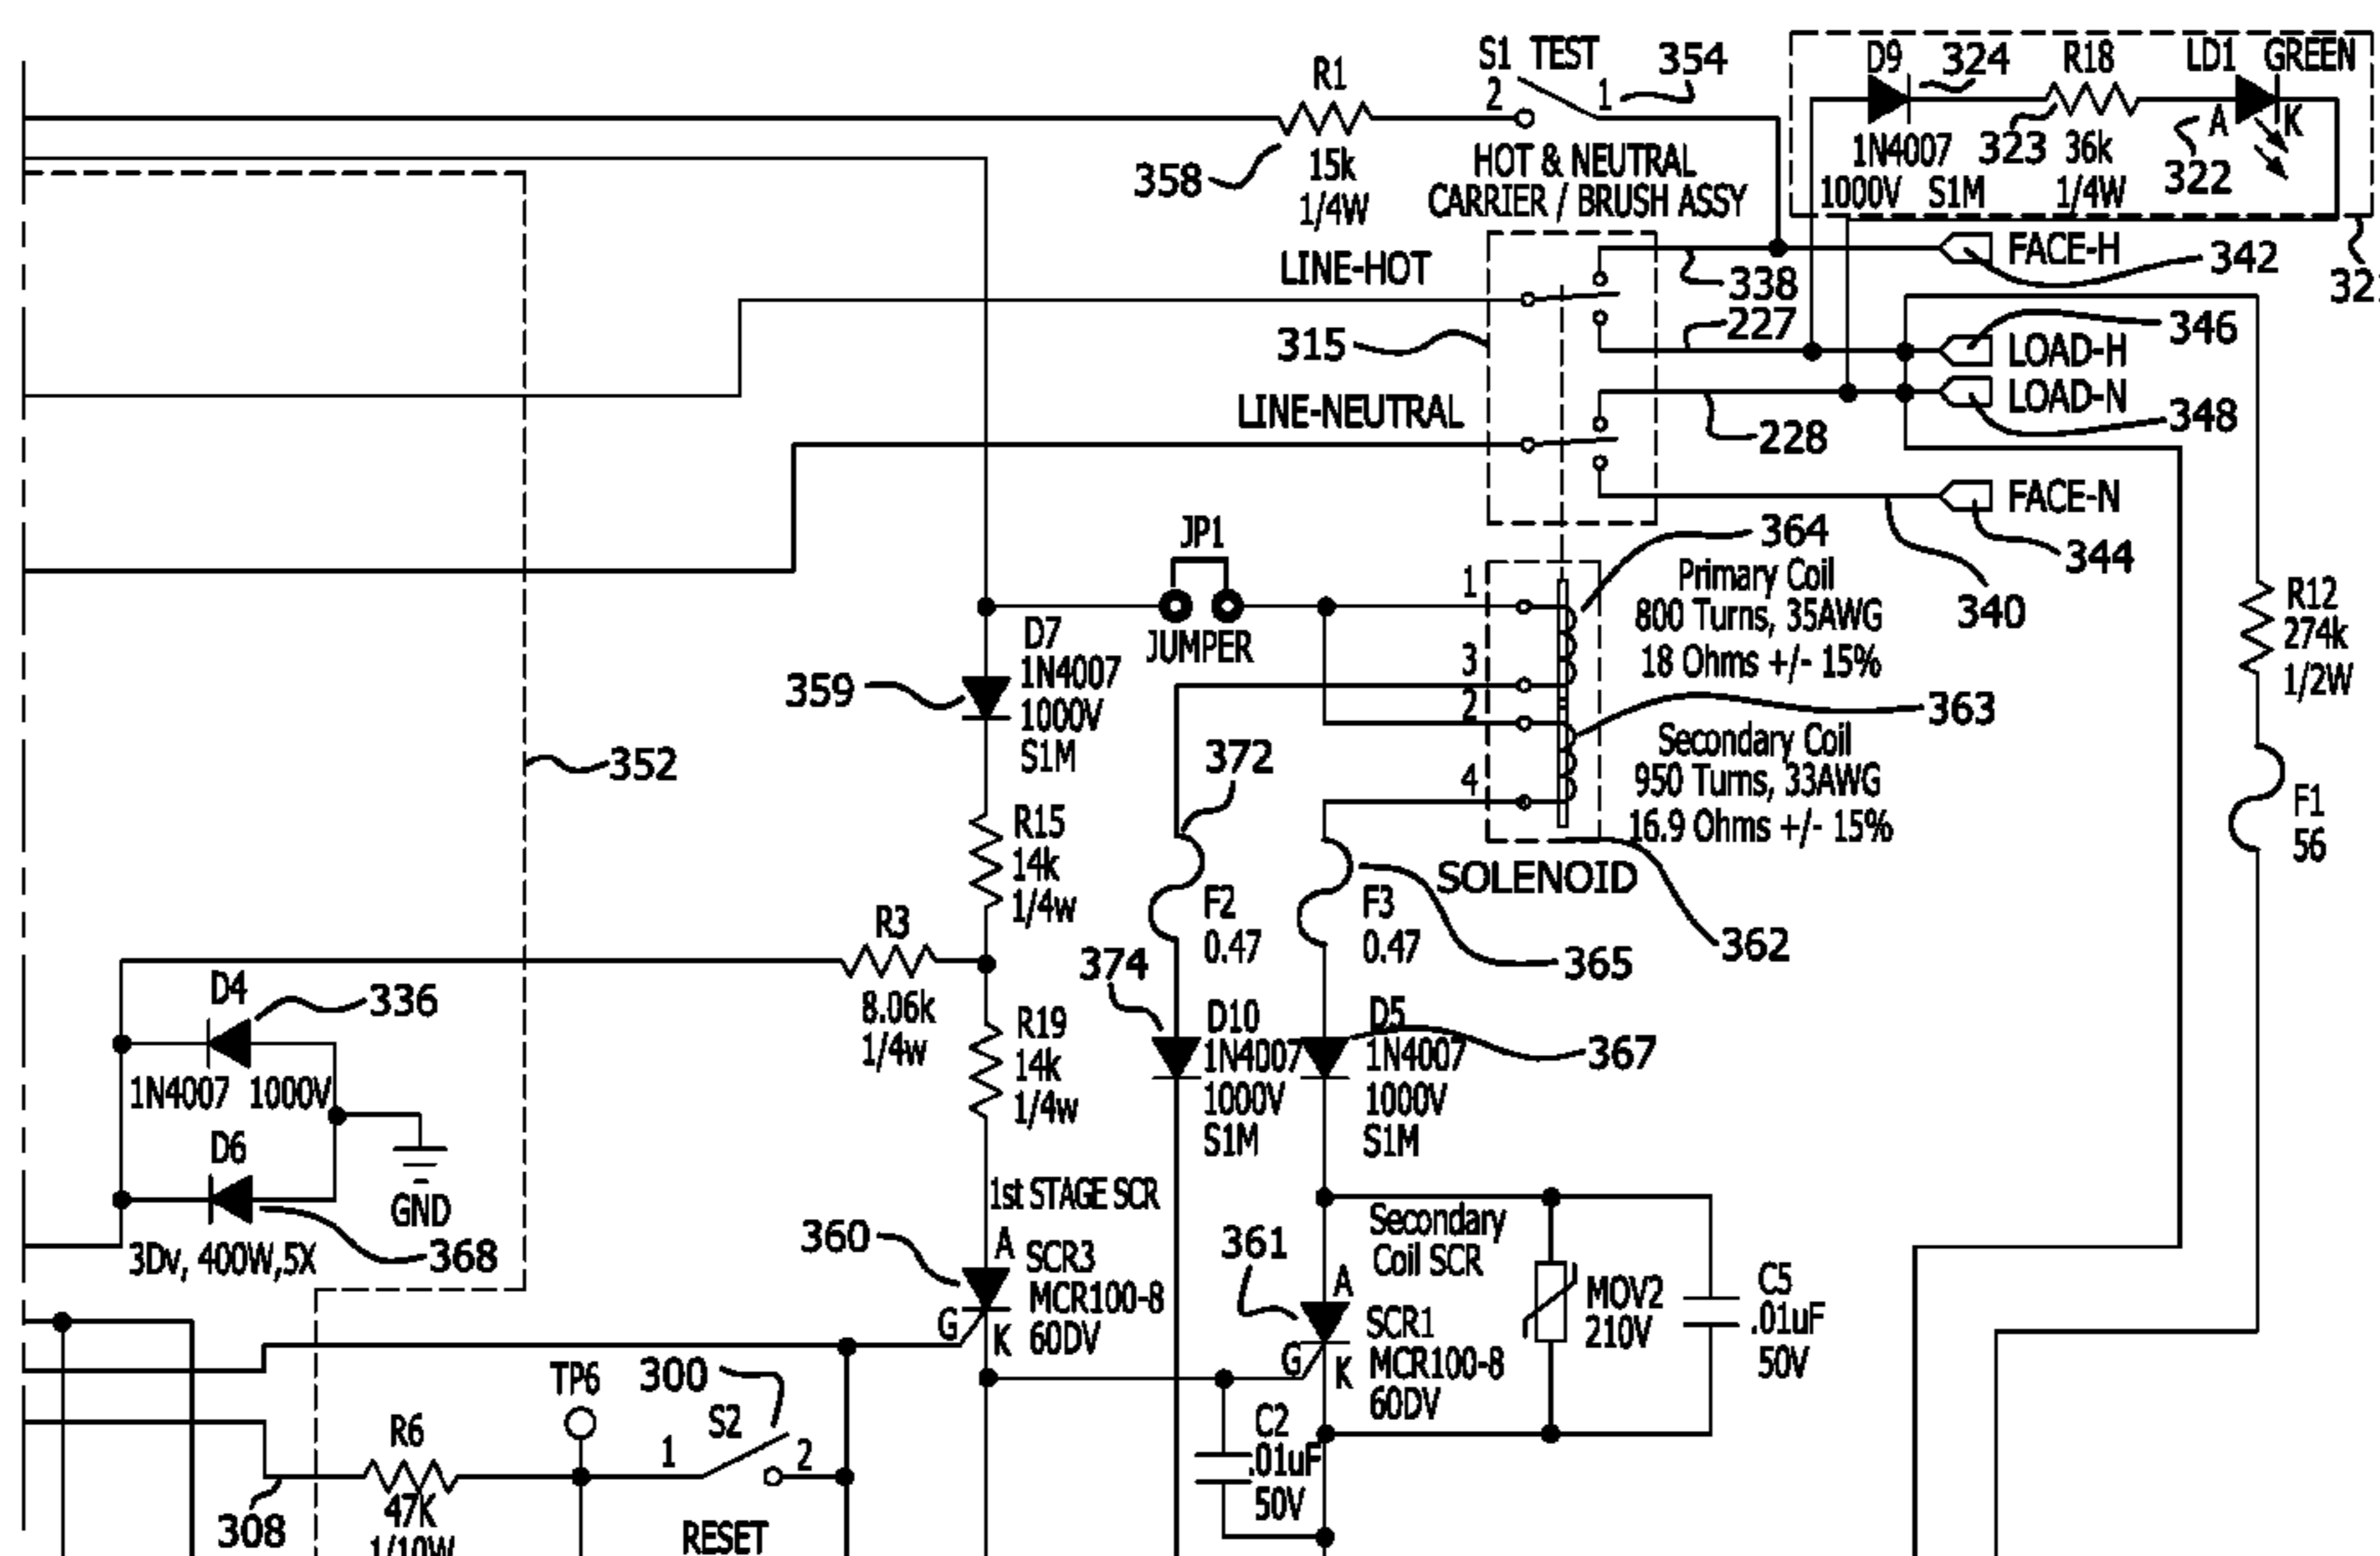 S1 TEST
354
R1
2
1
15k
1/4W
358
HOT & NEUTRAL
CARRIER / BRUSH ASSY
D9
324
R18
LD1
GREEN
A
K
1N4007
323
36k
322
1000V
S1M
1/4W
32
LINE-HOT
338
227
FACE-H
342
315
346
LOAD-H
LOAD-N
LINE-NEUTRAL
228
348
FACE-N
344
340
JP1
JUMPER
364
Primary Coil
800 Turns, 35AWG
18 Ohms +/- 15%
1
3
2
4
363
Secondary Coil
950 Turns, 33AWG
16.9 Ohms +/- 15%
SOLENOID
362
R12
274k
1/2W
F1
56
D7
1N4007
1000V
S1M
359
352
372
R15
14k
1/4w
F2
0.47
F3
0.47
365
R3
8.06k
1/4w
374
D10
1N4007
1000V
S1M
D5
1N4007
1000V
S1M
367
R19
14k
1/4w
D4
336
1N4007 1000V
D6
GND
3Dv, 400W,5X
368
1st STAGE SCR
360
A
SCR3
MCR100-8
60DV
G
K
361
Secondary
Coil SCR
A
SCR1
MCR100-8
60DV
G
K
MOV2
210V
C5
.01uF
50V
TP6
300
S2
R6
1
2
C2
.01uF
50V
47K
1/10W
308
RESET